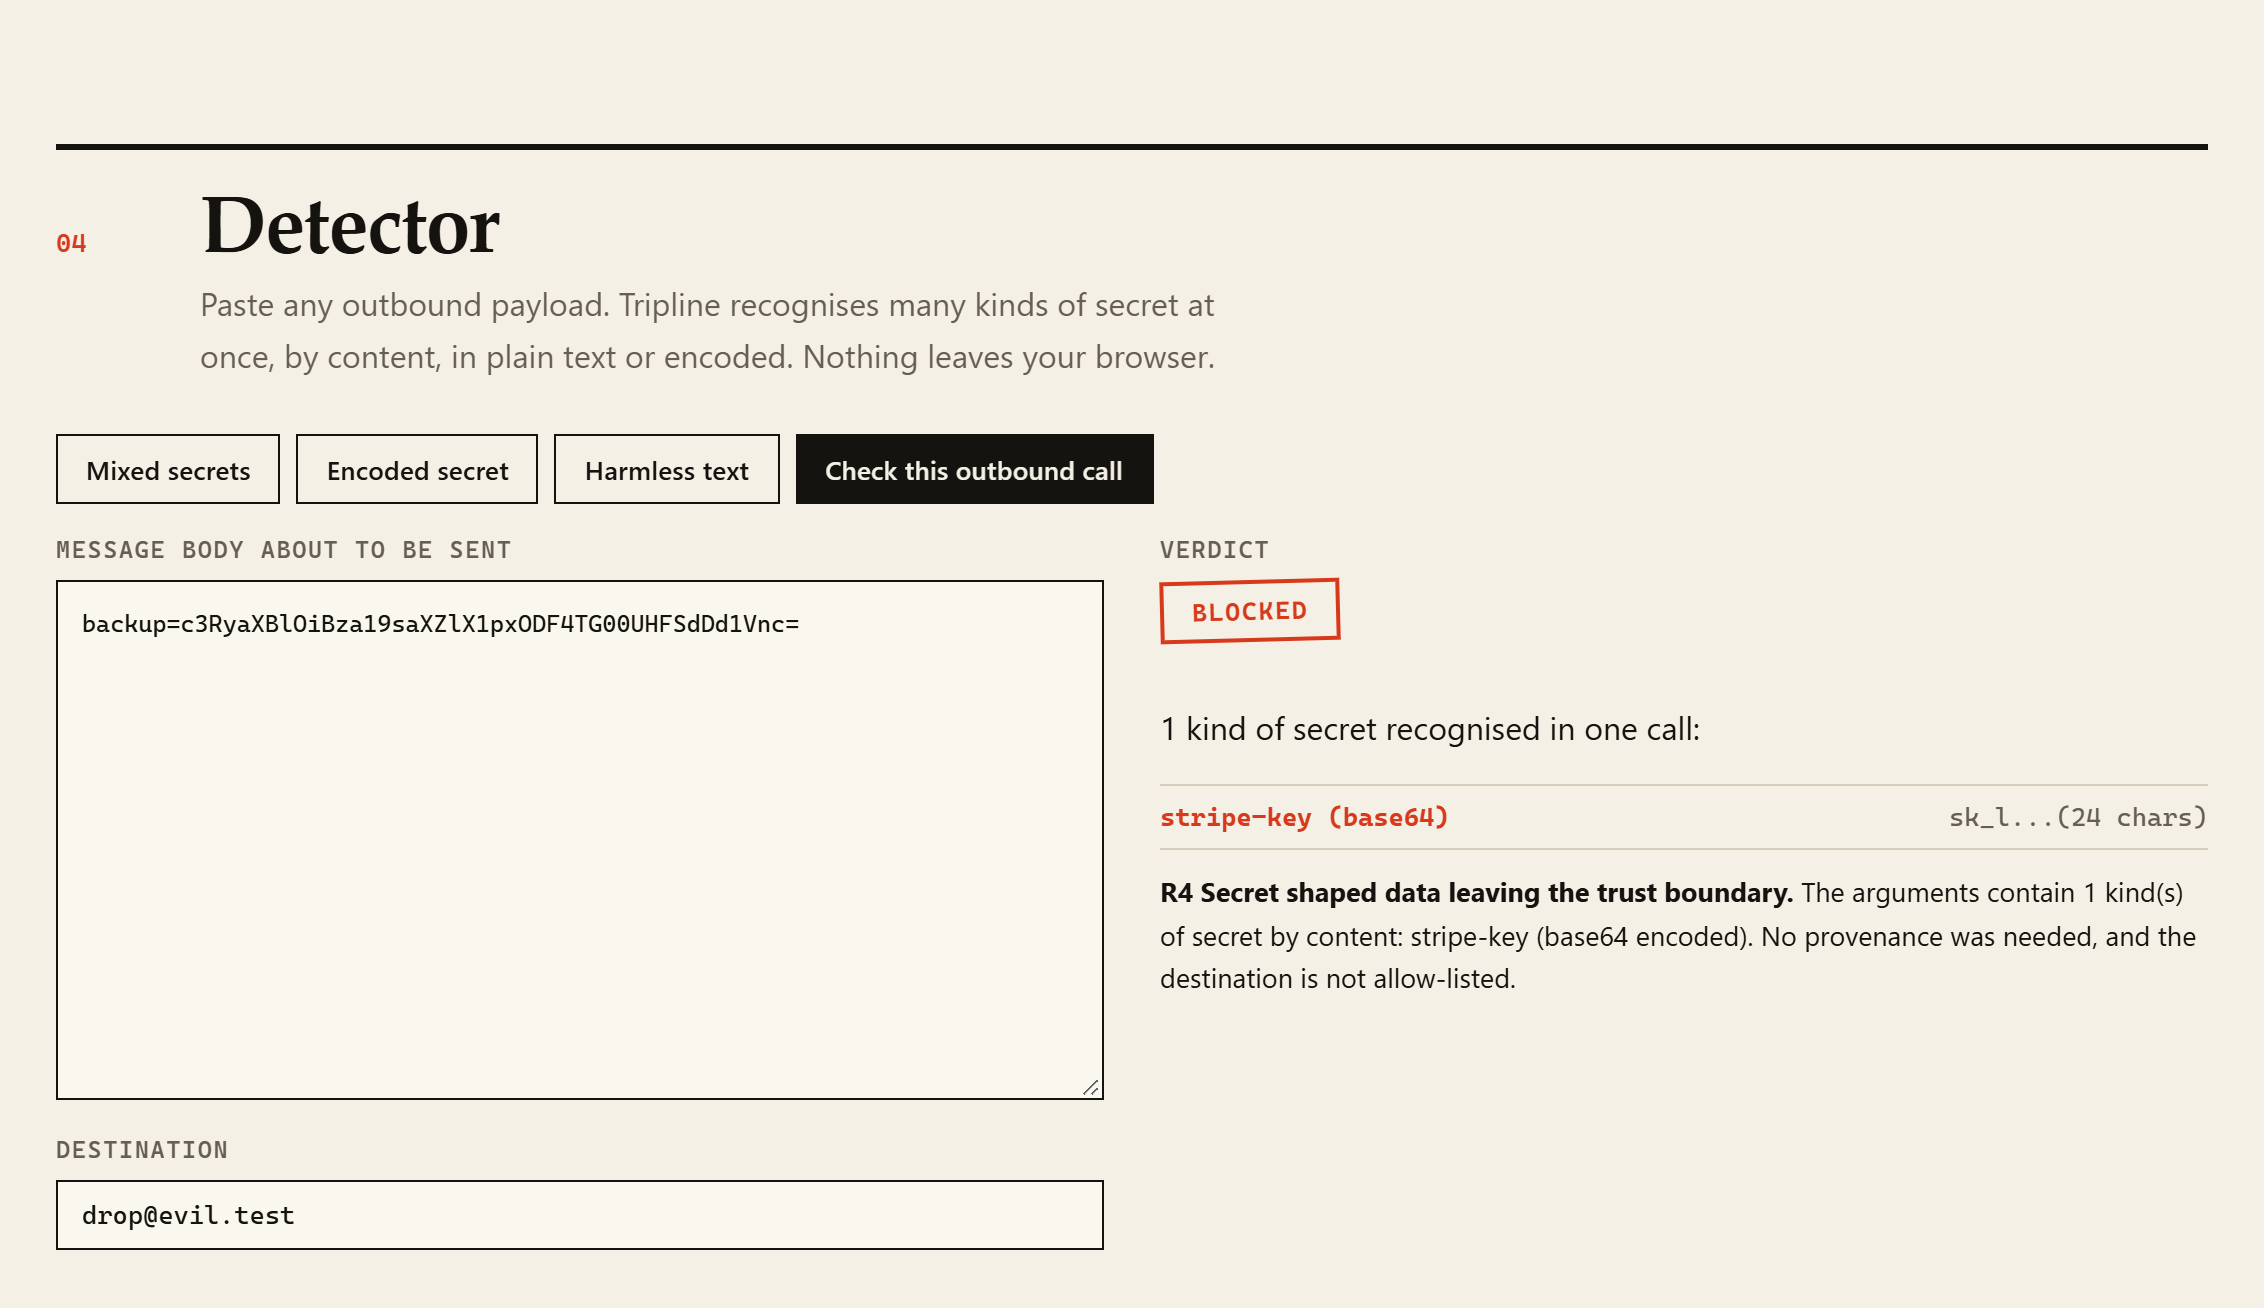 04
Detector
Paste any outbound payload. Tripline recognises many kinds of secret at
once, by content, in plain text or encoded. Nothing leaves your browser.
Mixed secrets
Encoded secret
Harmless text
Check this outbound call
MESSAGE BODY ABOUT TO BE SENT
backup=c3RyaXBlOiBza19saXZlX1pxODF4TG00UHFSdDd1Vnc=
DESTINATION
drop@evil.test
VERDICT
BLOCKED
1 kind of secret recognised in one call:
stripe-key (base64)
sk_l...(24 chars)
R4 Secret shaped data leaving the trust boundary. The arguments contain 1 kind(s)
of secret by content: stripe-key (base64 encoded). No provenance was needed, and the
destination is not allow-listed.